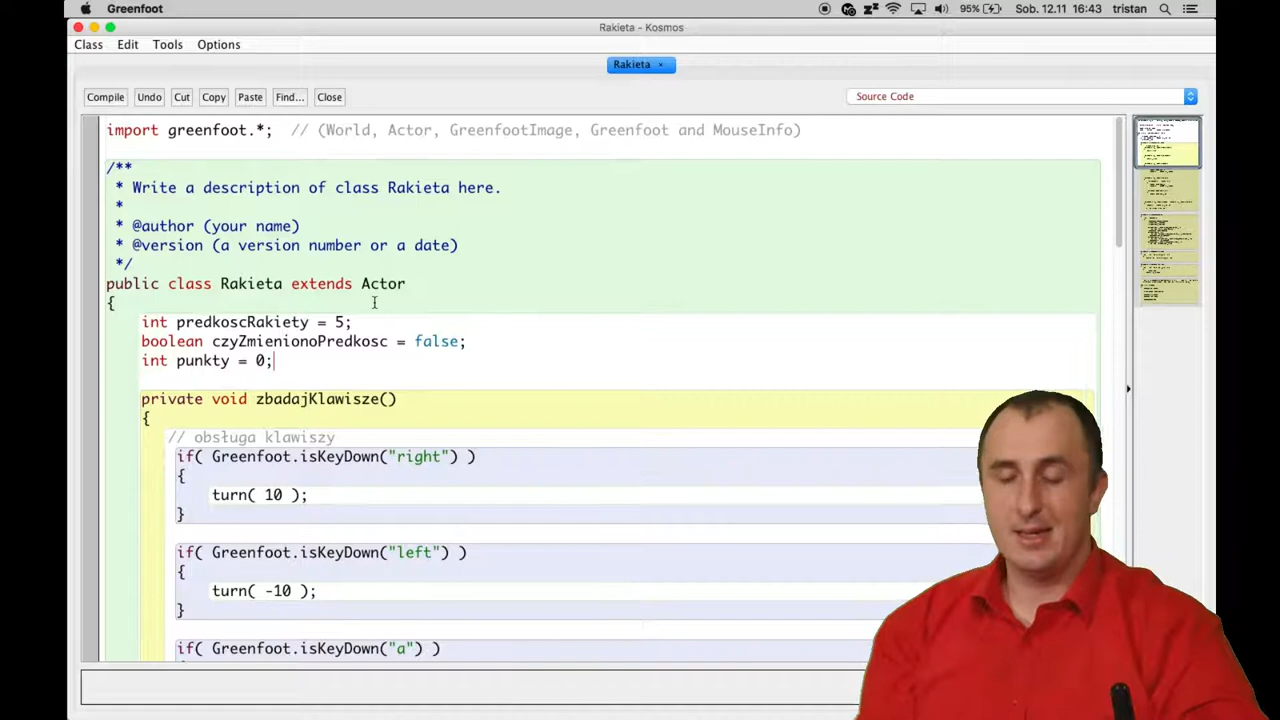 Greenfoot
95%
Sob. 12.11 16:43 tristan
Rakieta - Kosmos
Class Edit Tools Options
Rakieta ×
Compile Undo Cut Copy Paste Find... Close
Source Code
import greenfoot.*; // (World, Actor, GreenfootImage, Greenfoot and MouseInfo)
/**
* Write a description of class Rakieta here.
*
* @author (your name)
* @version (a version number or a date)
*/
public class Rakieta extends Actor
{
int predkoscRakiety = 5;
boolean czyZmienionoPredkosc = false;
int punkty = 0;
private void zbadajKlawisze()
{
// obsługa klawiszy
if( Greenfoot.isKeyDown("right") )
{
turn( 10 );
}
if( Greenfoot.isKeyDown("left") )
{
turn( -10 );
}
if( Greenfoot.isKeyDown("a") )